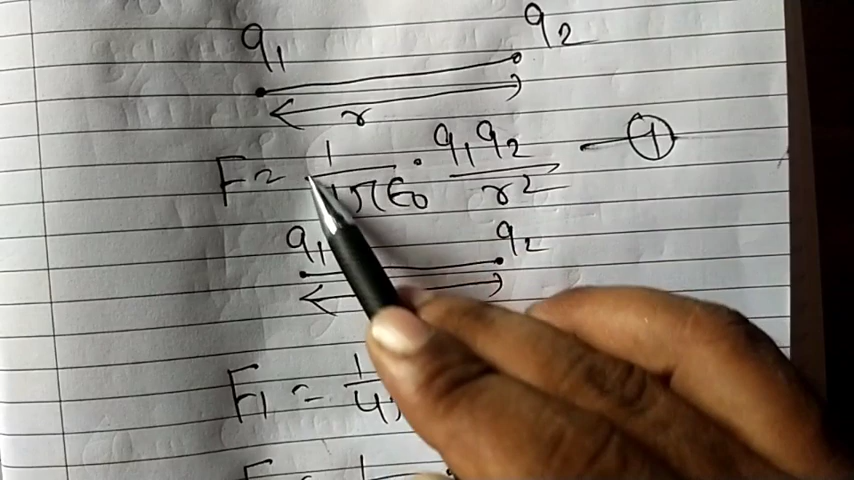 q1 q2
r
F = 1/4πε0 · q1q2/r2 — 1
q1 q2
F1 = 1/4